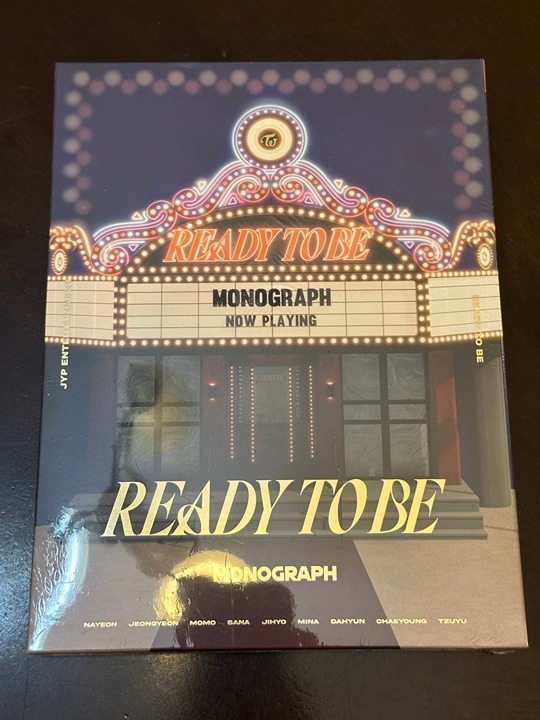 READY TO BE
MONOGRAPH
NOW PLAYING
JYP ENTERTAINMENT
READY TO BE
READY TO BE
MONOGRAPH
NAYEON JEONGYEON MOMO SANA JIHYO MINA DAHYUN CHAEYOUNG TZUYU